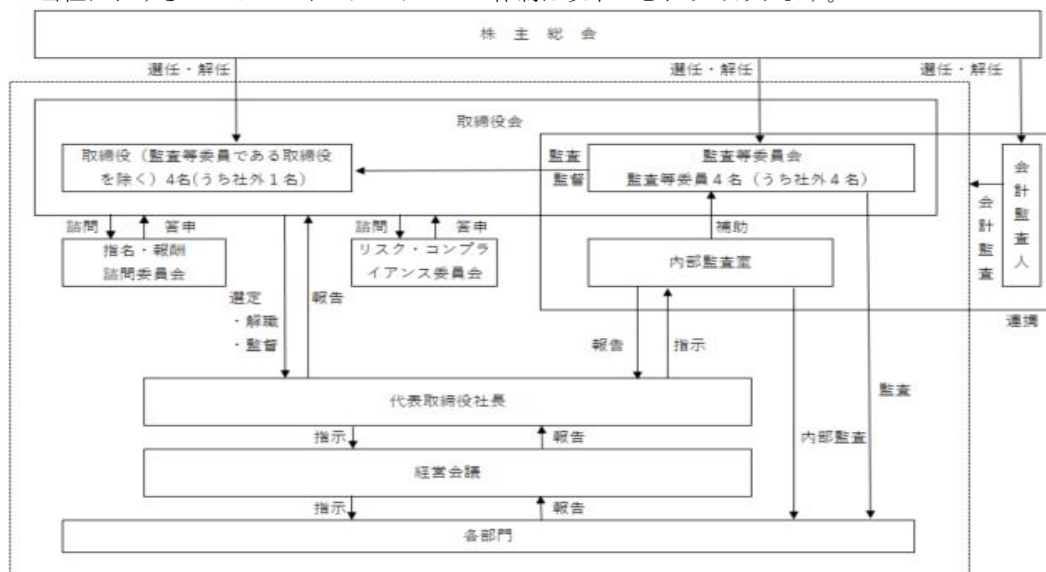 株主総会
選任・解任
選任・解任
選任・解任
取締役会
取締役（監査等委員である取締役
を除く）4名(うち社外1名)
監査
監督
監査等委員会
監査等委員4名（うち社外4名）
会計監査人
会計監査
諮問
答申
諮問
答申
補助
指名・報酬
諮問委員会
リスク・コンプラ
イアンス委員会
内部監査室
選定
・解職
・監督
報告
連携
報告
指示
代表取締役社長
監査
指示
報告
内部監査
経営会議
指示
報告
各部門